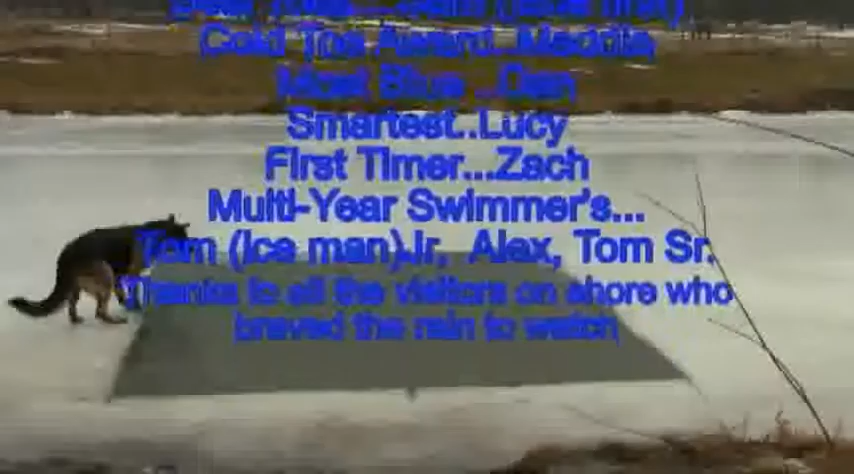 Cold Toe Award..Maddie
Most Blue ..Dan
Smartest..Lucy
First Timer...Zach
Multi-Year Swimmer's...
Tom (Ice man)Jr, Alex, Tom Sr.
Thanks to all the visitors on shore who
braved the rain to watch